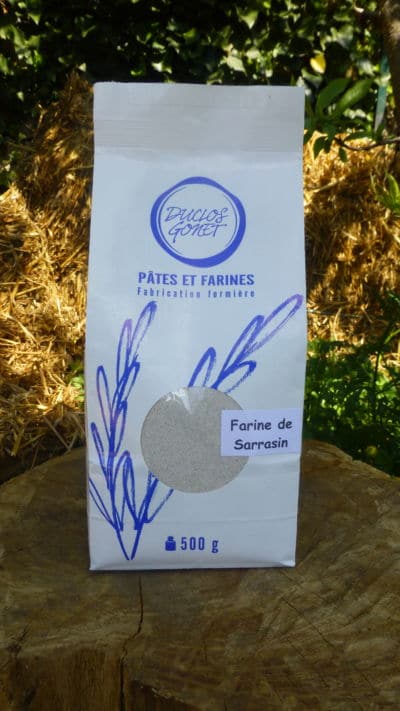 DUCLOS
GONET
PÂTES ET FARINES
Fabrication fermière
Farine de
Sarrasin
500 g